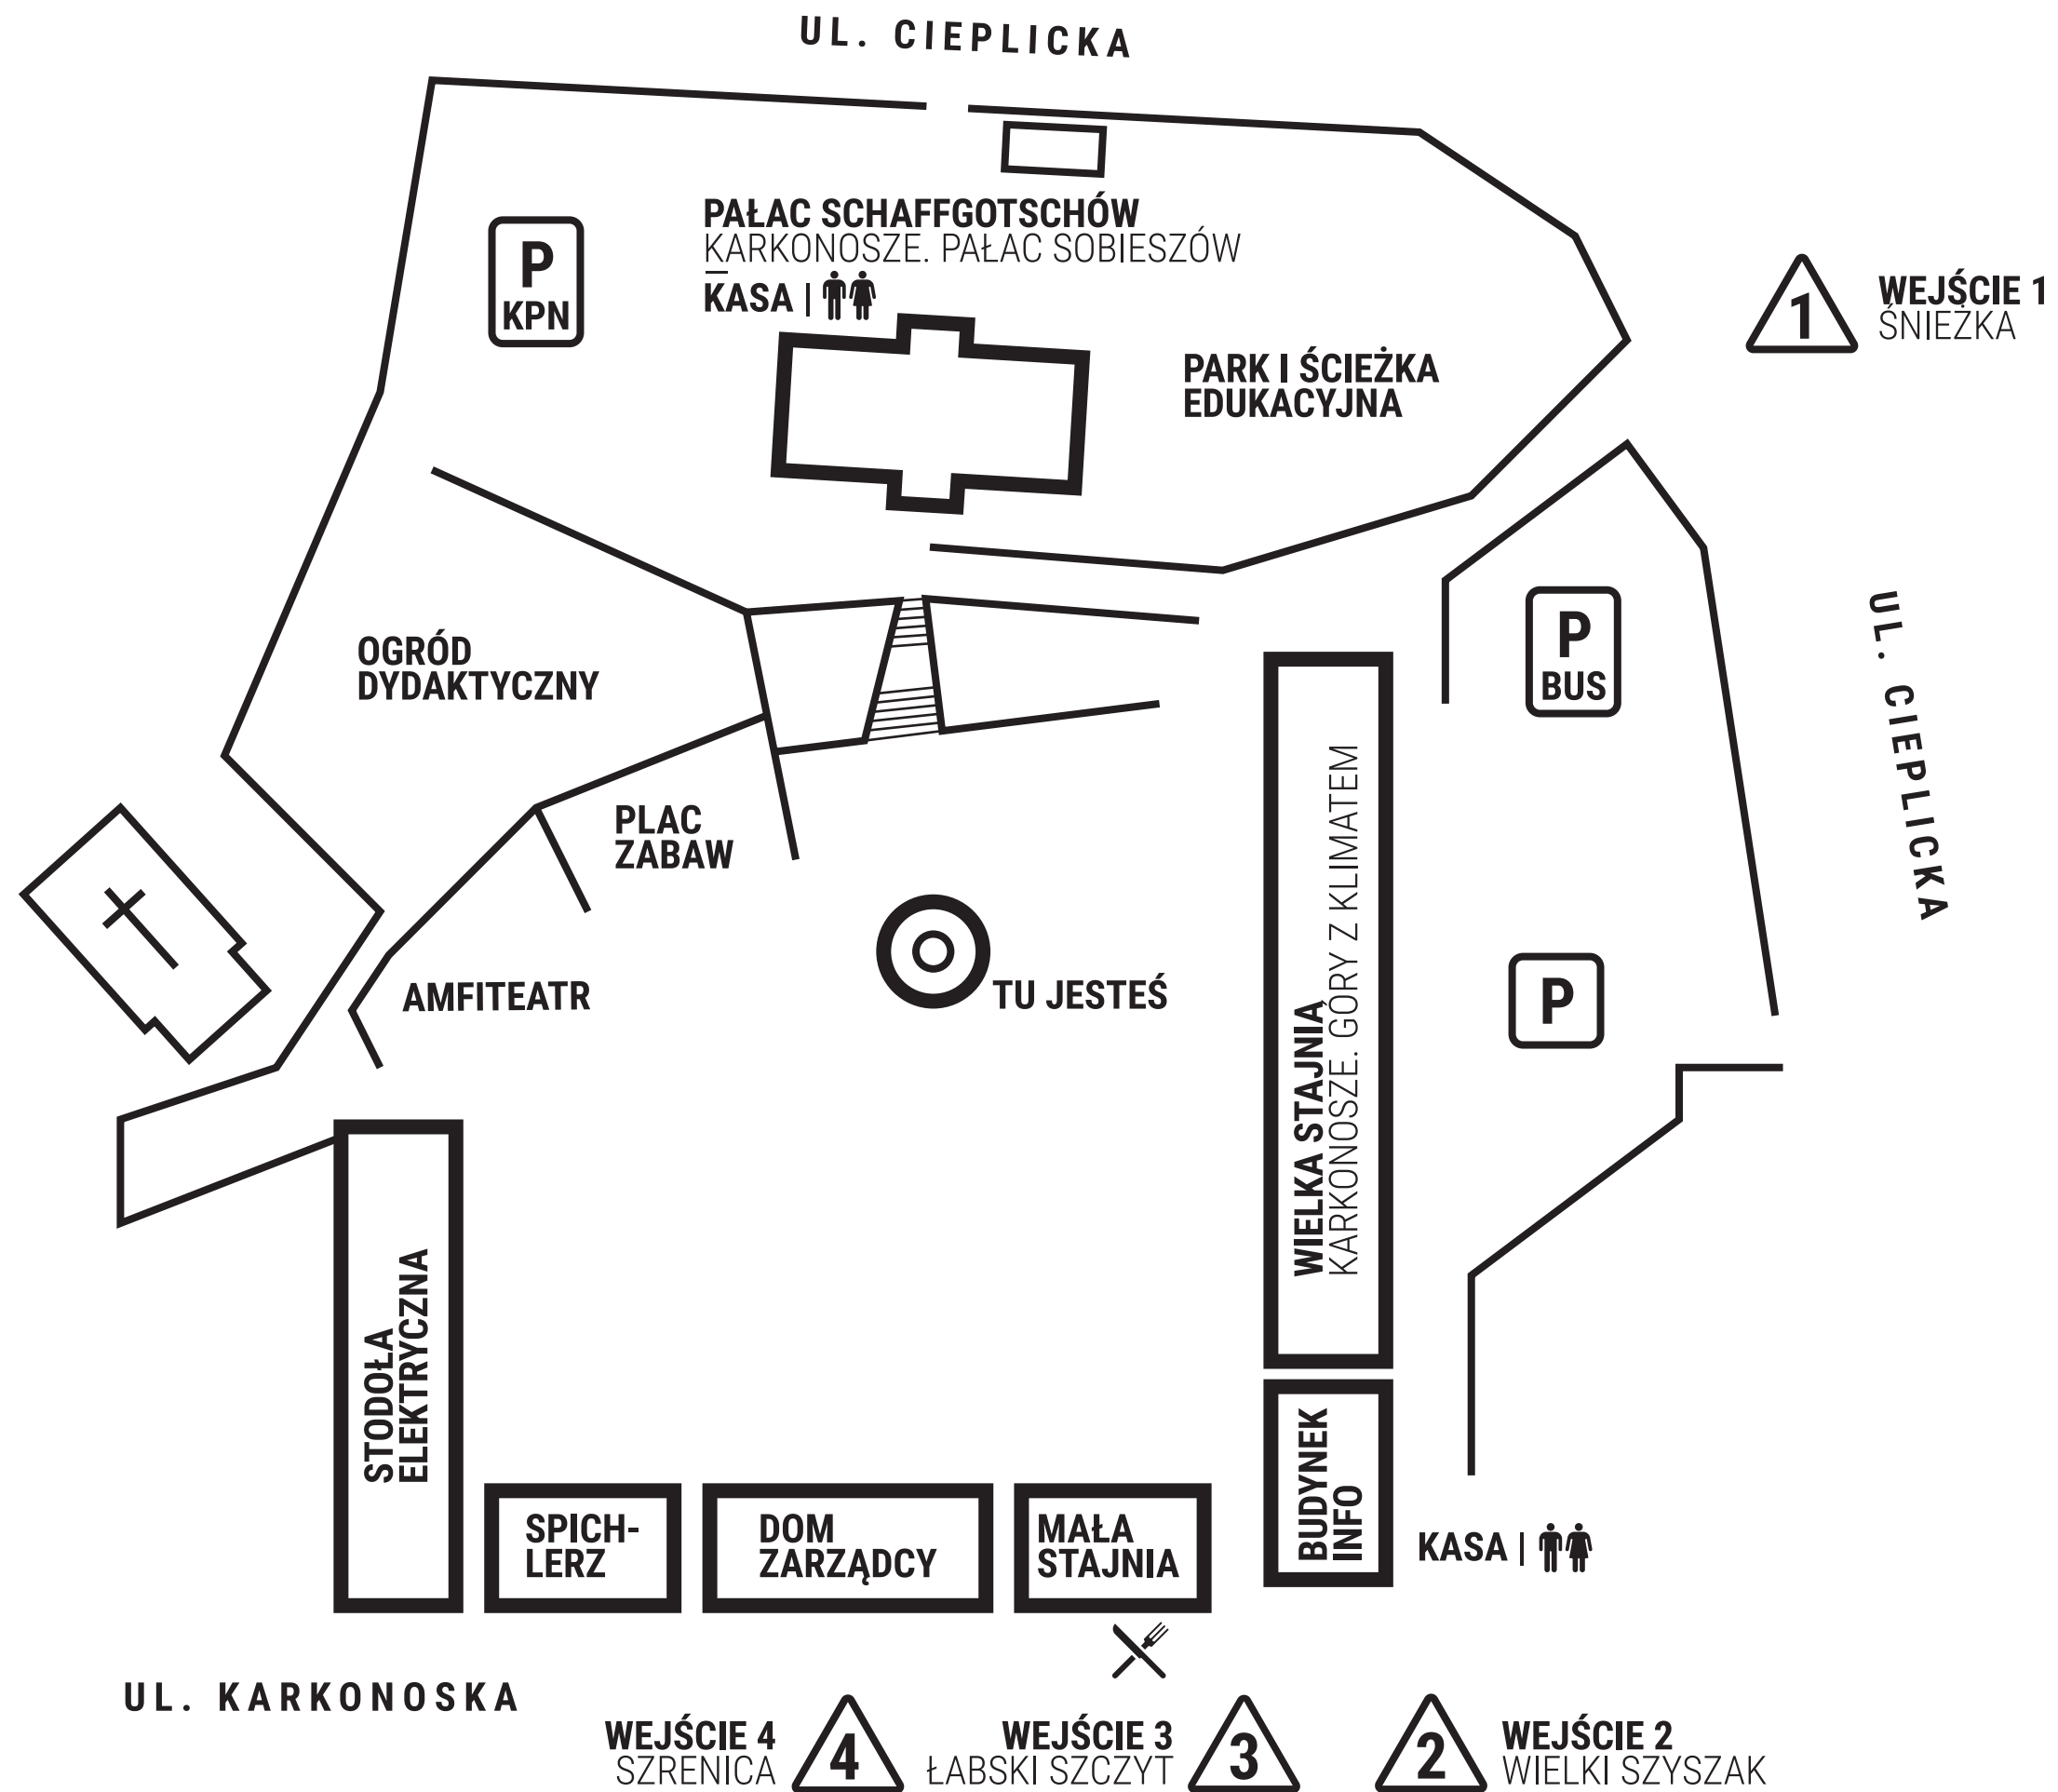 UL. CIEPLICKA
PAŁAC SCHAFFGOTSCHÓW
KARKONOSZE. PAŁAC SOBIESZÓW
KASA |
P
KPN
WEJŚCIE 1
ŚNIEŻKA
1
PARK I ŚCIEŻKA
EDUKACYJNA
P
BUS
UL. CIEPLICKA
OGRÓD
DYDAKTYCZNY
PLAC
ZABAW
AMFITEATR
TU JESTEŚ
P
WIELKA STAJNIA
KARKONOSZE. GÓRY Z KLIMATEM
STODOŁA
ELEKTRYCZNA
SPICH-
LERZ
DOM
ZARZĄDCY
MAŁA
STAJNIA
BUDYNEK
INFO
KASA |
UL. KARKONOSKA
WEJŚCIE 4
SZRENICA
4
WEJŚCIE 3
ŁABSKI SZCZYT
3
2
WEJŚCIE 2
WIELKI SZYSZAK